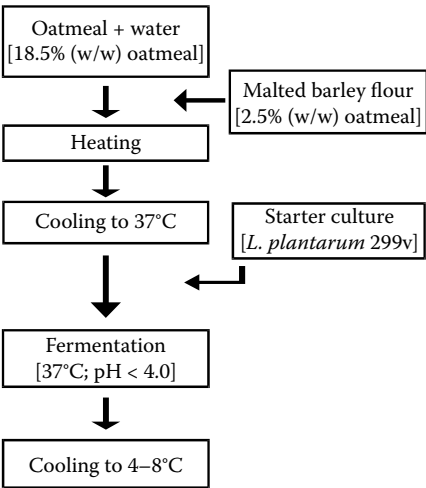 Oatmeal + water
[18.5% (w/w) oatmeal]
Malted barley flour
[2.5% (w/w) oatmeal]
Heating
Cooling to 37°C
Starter culture
[L. plantarum 299v]
Fermentation
[37°C; pH < 4.0]
Cooling to 4–8°C